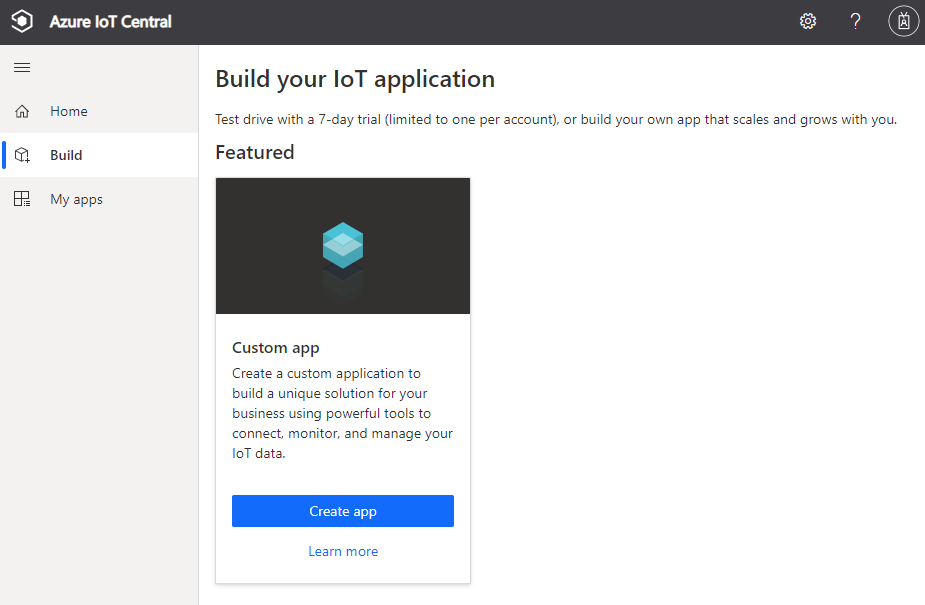 Azure IoT Central
?
Home
Build
My apps
Build your IoT application
Test drive with a 7-day trial (limited to one per account), or build your own app that scales and grows with you.
Featured
Custom app
Create a custom application to
build a unique solution for your
business using powerful tools to
connect, monitor, and manage your
IoT data.
Create app
Learn more